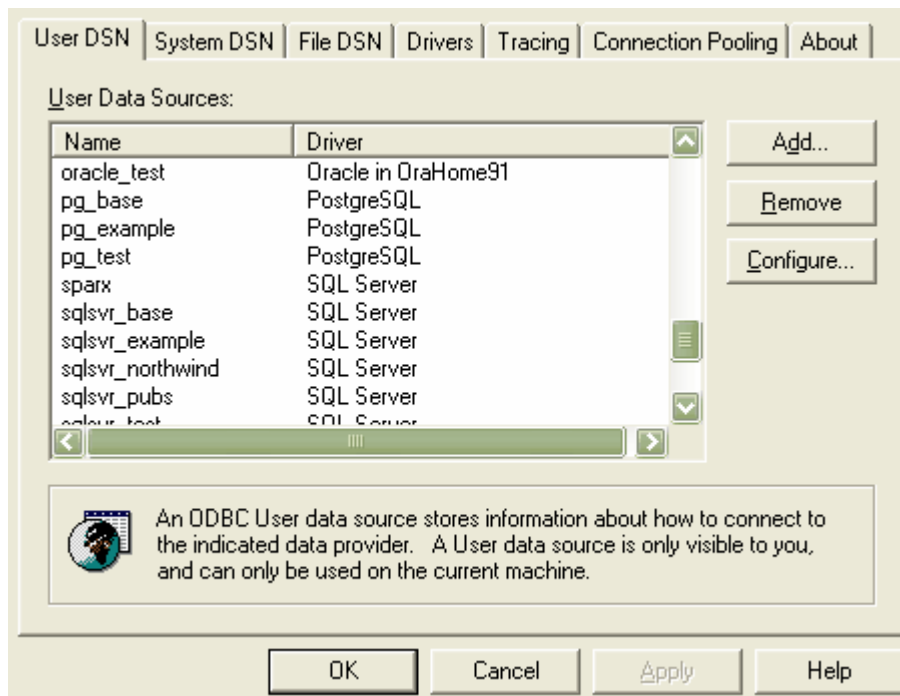 User DSN System DSN File DSN Drivers Tracing Connection Pooling About
User Data Sources:
Name Driver
oracle_test Oracle in OraHome91
pg_base PostgreSQL
pg_example PostgreSQL
pg_test PostgreSQL
sparx SQL Server
sqlsvr_base SQL Server
sqlsvr_example SQL Server
sqlsvr_northwind SQL Server
sqlsvr_pubs SQL Server
sqlsvr_test SQL Server
Add...
Remove
Configure...
An ODBC User data source stores information about how to connect to
the indicated data provider. A User data source is only visible to you,
and can only be used on the current machine.
OK Cancel Apply Help